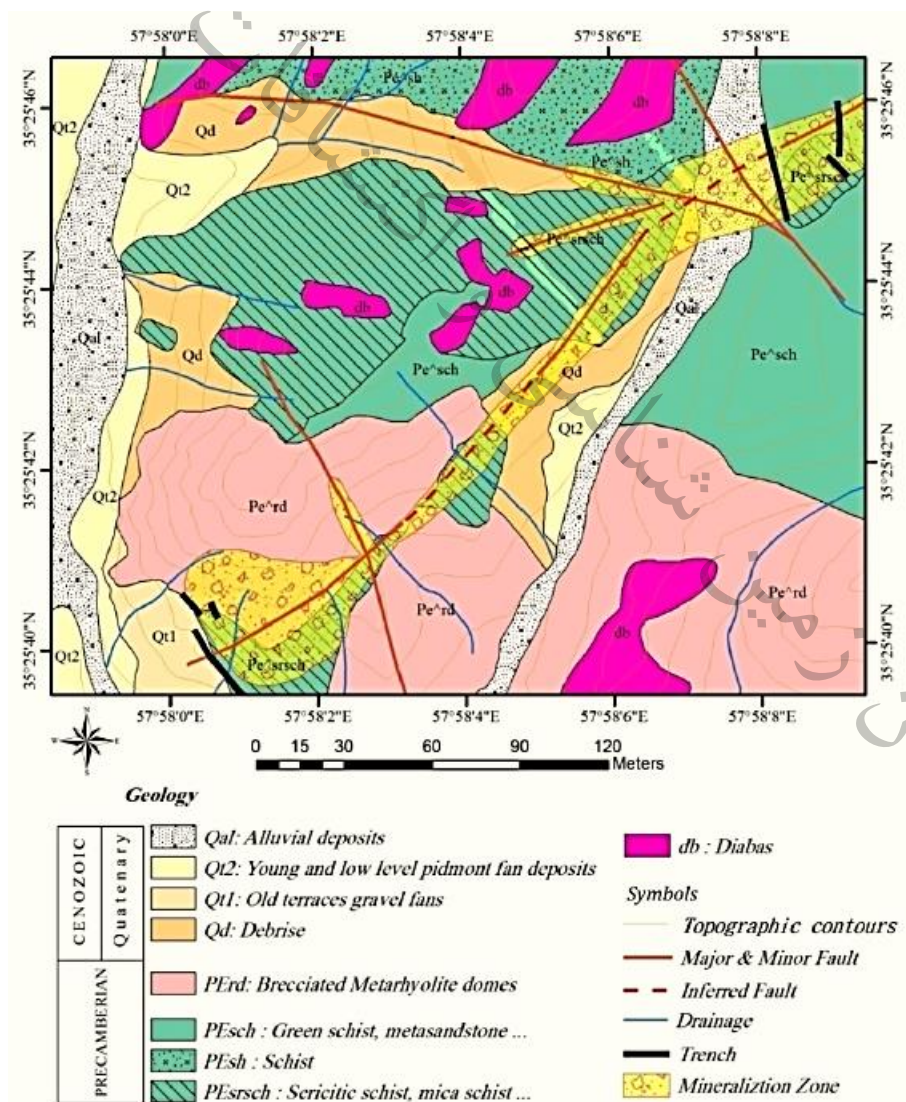 57°58'0"E 57°58'2"E 57°58'4"E 57°58'6"E 57°58'8"E
35°25'46"N
35°25'44"N
35°25'42"N
35°25'40"N
35°25'46"N
35°25'44"N
35°25'42"N
35°25'40"N
db
db
Pe^sh
db
db
Qt2
Qd
Qt2
Pe^sh
Pe^srsch
Pe^srsch
db
db
Qal
Qd
Qal
Pe^sch
Pe^sch
Qd
Qt2
Qt2
Pe^rd
Pe^rd
Pe^rd
Qt1
Qt2
Pe^srsch
db
57°58'0"E 57°58'2"E 57°58'4"E 57°58'6"E 57°58'8"E
N
W E
S
0 15 30 60 90 120
Meters
Geology
CENOZOIC
Quatenary
PRECAMBERIAN
Qal: Alluvial deposits
Qt2: Young and low level pidmont fan deposits
Qt1: Old terraces gravel fans
Qd: Debrise
PErd: Brecciated Metarhyolite domes
PEsch : Green schist, metasandstone ...
PEsh : Schist
PEsrsch : Sericitic schist, mica schist ...
db : Diabas
Symbols
Topographic contours
Major & Minor Fault
Inferred Fault
Drainage
Trench
Mineraliztion Zone